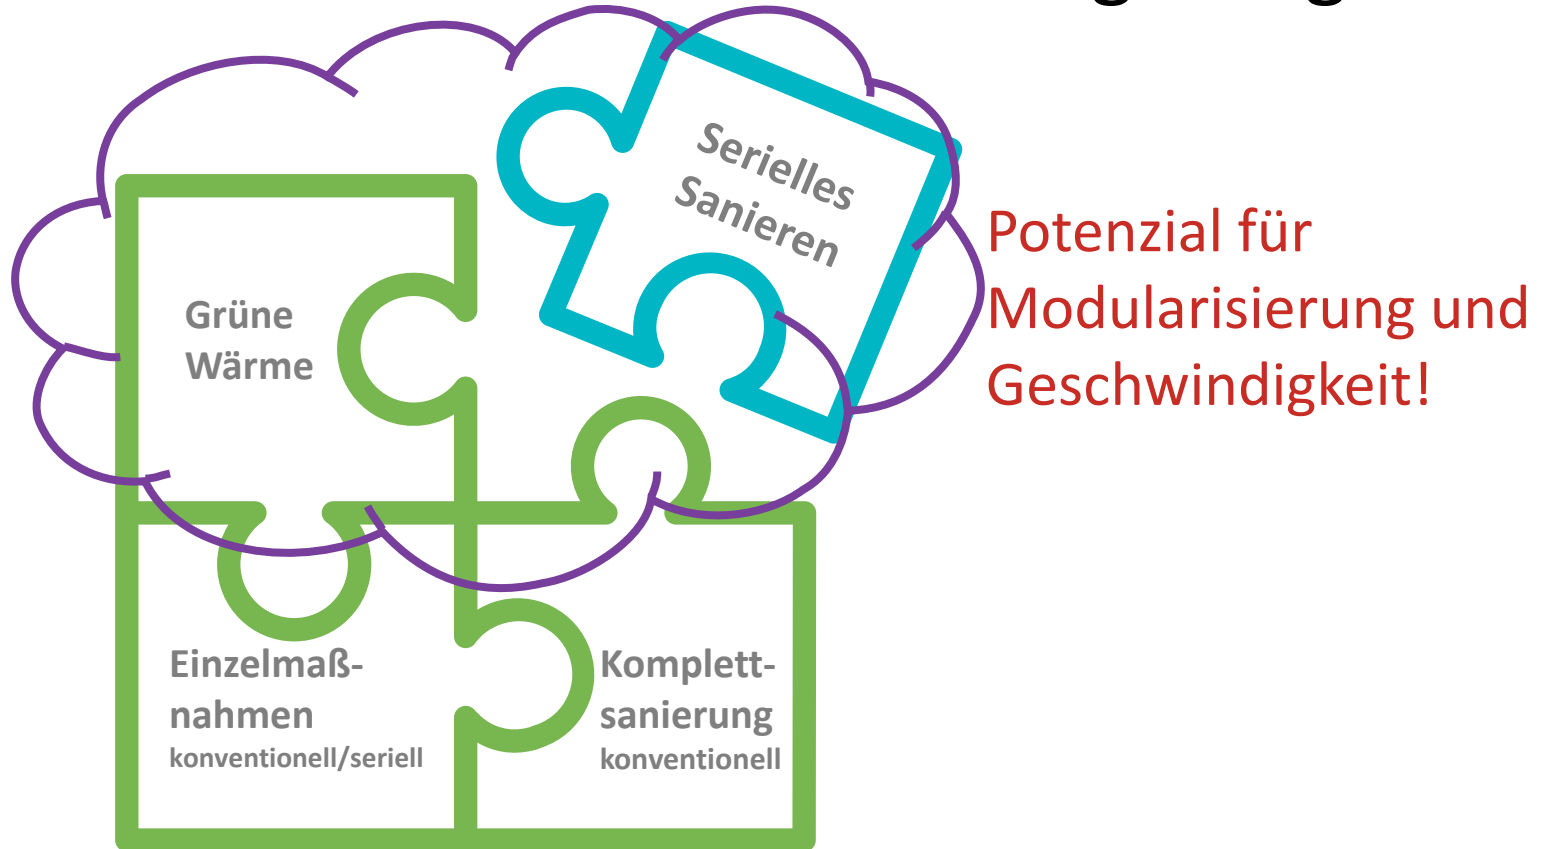 Serielles
Sanieren
Potenzial für
Modularisierung und
Geschwindigkeit!
Grüne
Wärme
Einzelmaß-
nahmen
konventionell/seriell
Komplett-
sanierung
konventionell